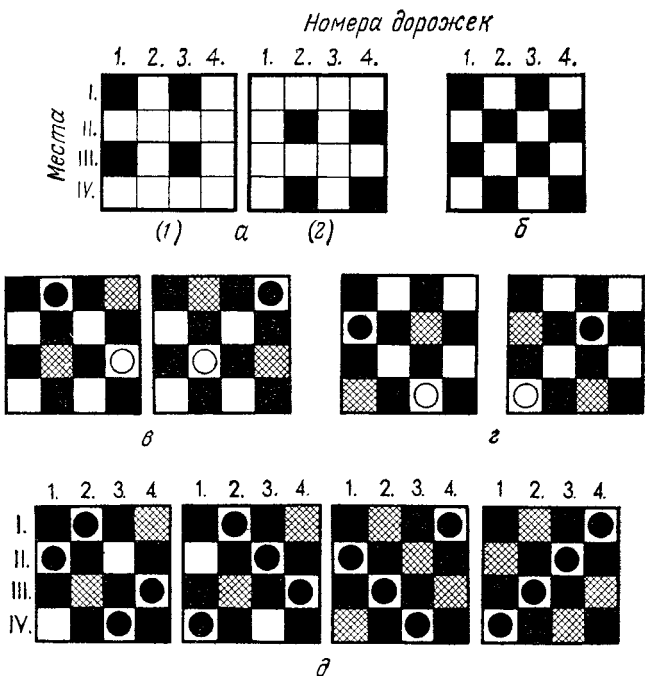 Номера дорожек
1. 2. 3. 4. 1. 2. 3. 4. 1. 2. 3. 4.
Места
I.
II.
III.
IV.
(1) а (2) б
в г
1. 2. 3. 4. 1. 2. 3. 4. 1. 2. 3. 4. 1 2. 3. 4.
I.
II.
III.
IV.
д